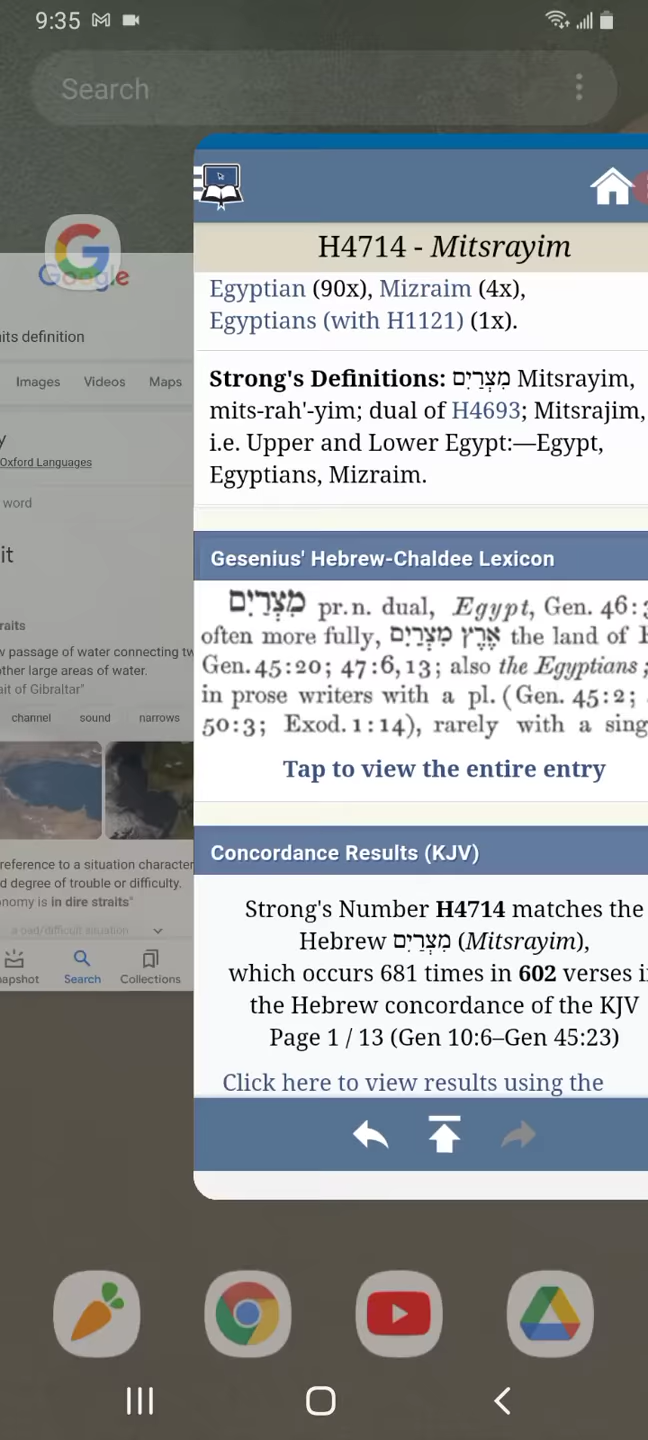 9:35
Search
Google
its definition
Images Videos Maps
Oxford Languages
word
it
raits
w passage of water connecting tw
other large areas of water.
ait of Gibraltar"
channel sound narrows
reference to a situation character
d degree of trouble or difficulty.
nomy is in dire straits"
a bad/difficult situation
apshot Search Collections
H4714 - Mitsrayim
Egyptian (90x), Mizraim (4x),
Egyptians (with H1121) (1x).
Strong's Definitions: מִצְרַיִם Mitsrayim,
mits-rah'-yim; dual of H4693; Mitsrajim,
i.e. Upper and Lower Egypt:—Egypt,
Egyptians, Mizraim.
Gesenius' Hebrew-Chaldee Lexicon
מִצְרַיִם pr.n. dual, Egypt, Gen. 46:
often more fully, אֶרֶץ מִצְרַיִם the land of
Gen. 45:20; 47:6,13; also the Egyptians;
in prose writers with a pl. (Gen. 45:2;
50:3; Exod. 1:14), rarely with a sing
Tap to view the entire entry
Concordance Results (KJV)
Strong's Number H4714 matches the
Hebrew מִצְרַיִם (Mitsrayim),
which occurs 681 times in 602 verses i
the Hebrew concordance of the KJV
Page 1 / 13 (Gen 10:6–Gen 45:23)
Click here to view results using the